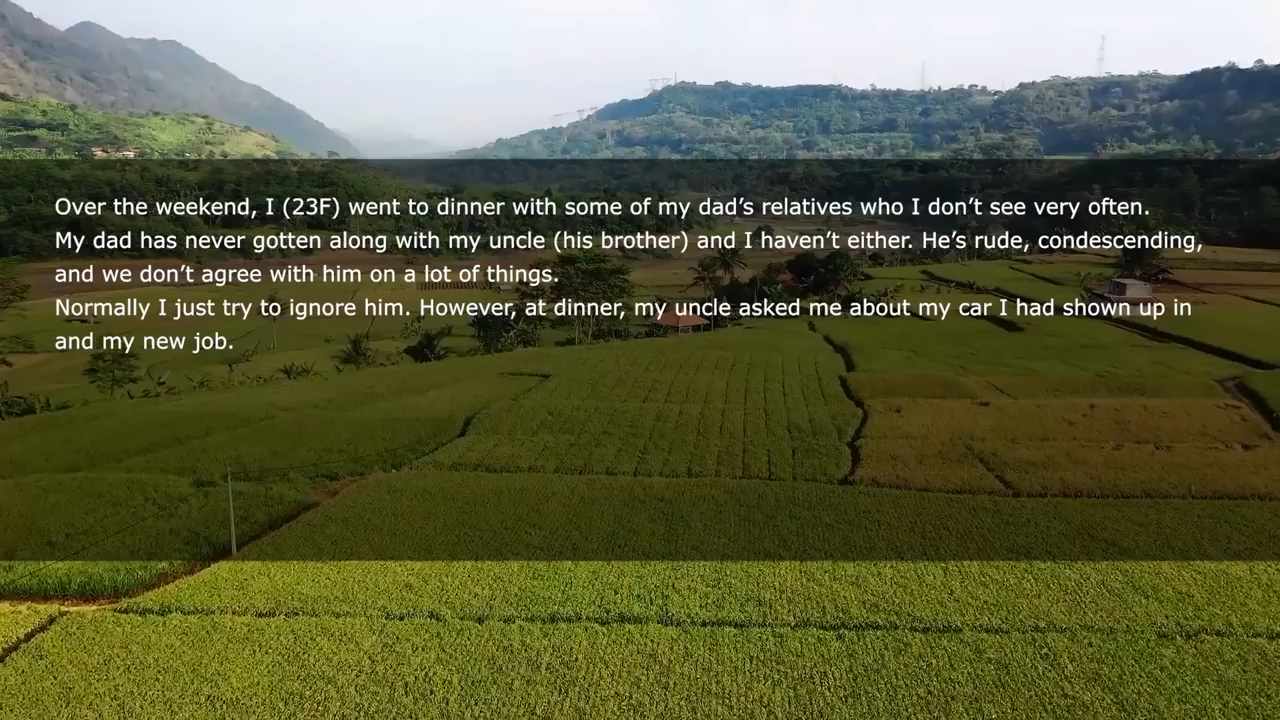 Over the weekend, I (23F) went to dinner with some of my dad’s relatives who I don’t see very often.
My dad has never gotten along with my uncle (his brother) and I haven’t either. He’s rude, condescending,
and we don’t agree with him on a lot of things.
Normally I just try to ignore him. However, at dinner, my uncle asked me about my car I had shown up in
and my new job.